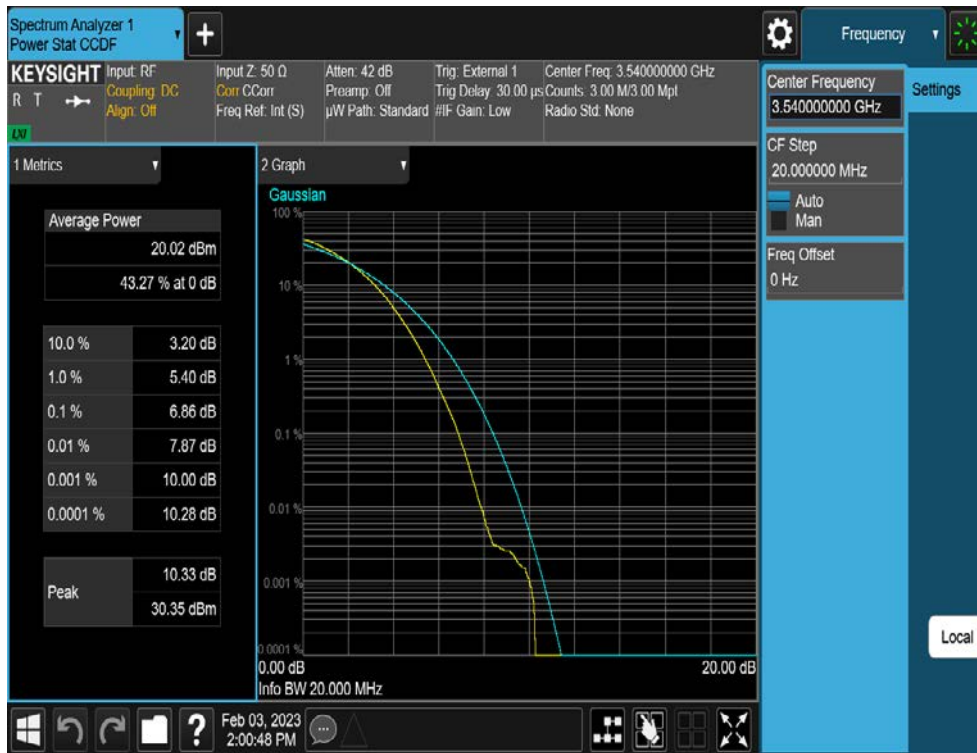 Spectrum Analyzer 1
Power Stat CCDF
Frequency
KEYSIGHT
R T
LXI
Input: RF
Coupling: DC
Align: Off
Input Z: 50 Ω
Corr CCorr
Freq Ref: Int (S)
Atten: 42 dB
Preamp: Off
µW Path: Standard
Trig: External 1
Trig Delay: 30.00 µs
#IF Gain: Low
Center Freq: 3.540000000 GHz
Counts: 3.00 M/3.00 Mpt
Radio Std: None
Center Frequency
3.540000000 GHz
Settings
CF Step
20.000000 MHz
Auto
Man
Freq Offset
0 Hz
1 Metrics
Average Power
20.02 dBm
43.27 % at 0 dB
10.0 % 3.20 dB
1.0 % 5.40 dB
0.1 % 6.86 dB
0.01 % 7.87 dB
0.001 % 10.00 dB
0.0001 % 10.28 dB
Peak
10.33 dB
30.35 dBm
2 Graph
Gaussian
100 %
10 %
1 %
0.1 %
0.01 %
0.001 %
0.0001 %
0.00 dB 20.00 dB
Info BW 20.000 MHz
Local
?
Feb 03, 2023
2:00:48 PM